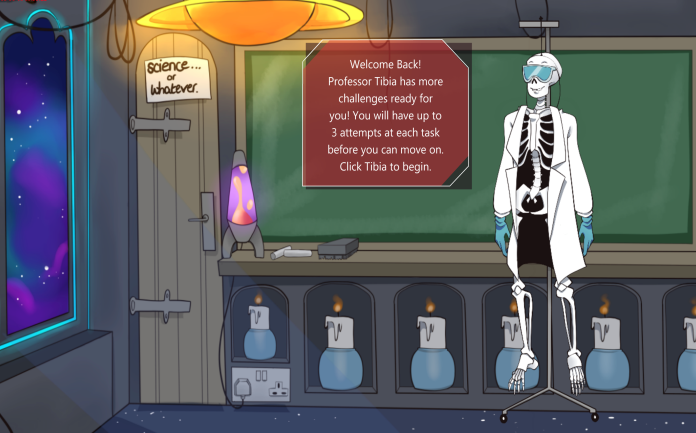 Science...
or
whatever.
Welcome Back!
Professor Tibia has more
challenges ready for
you! You will have up to
3 attempts at each task
before you can move on.
Click Tibia to begin.